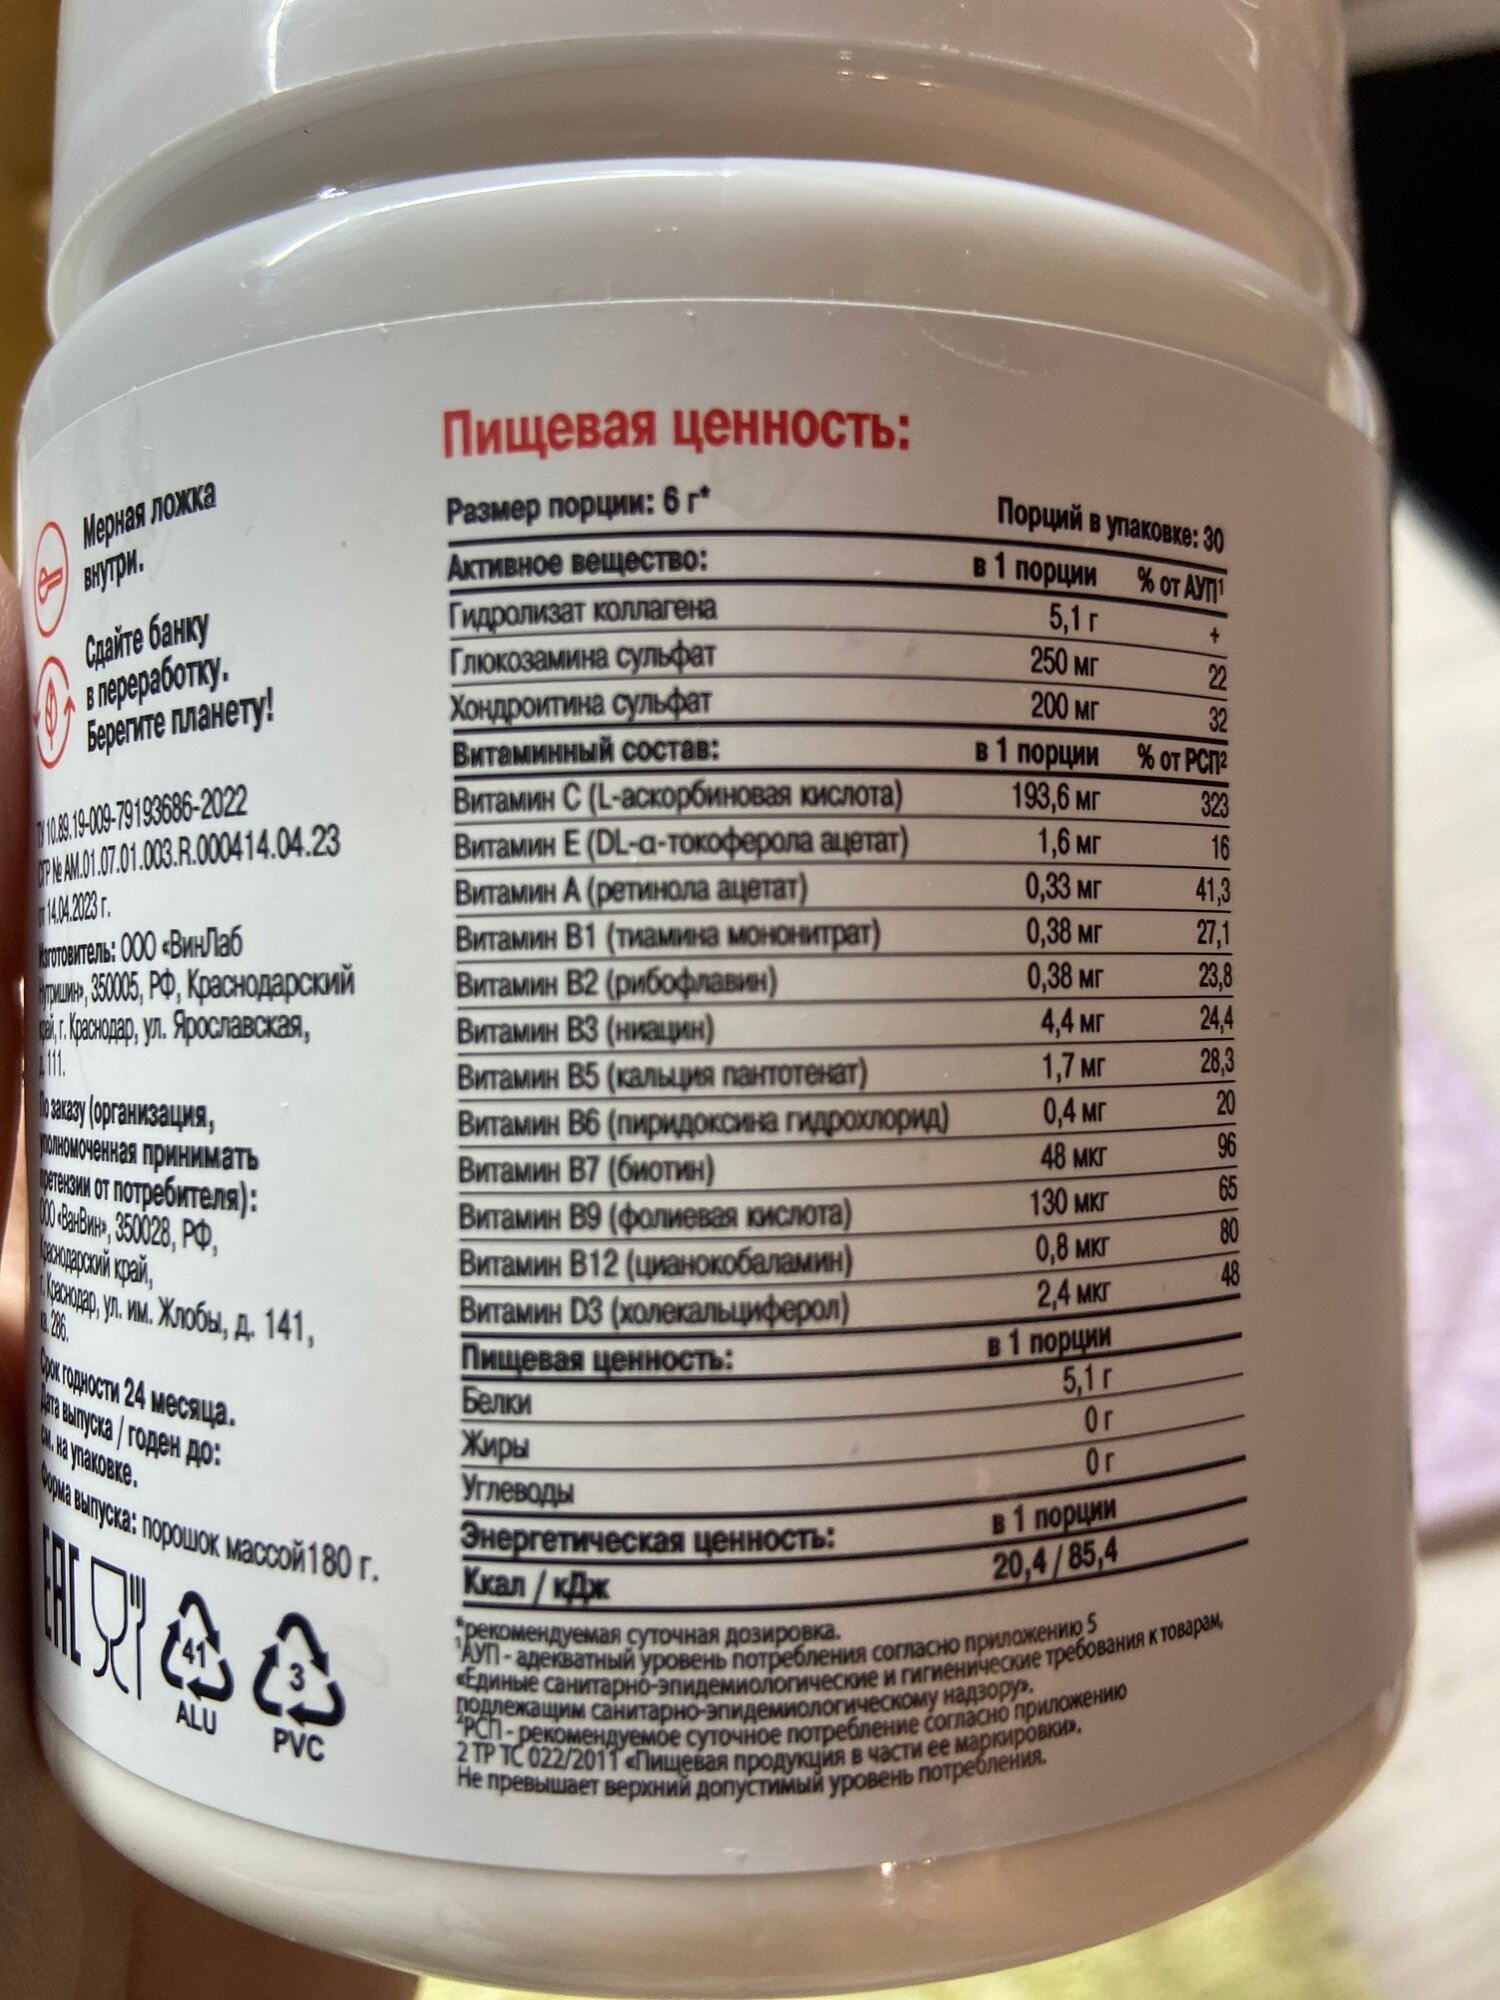 Мерная ложка
внутри.
Сдайте банку
в переработку.
Берегите планету!
ТУ 10.89.19-009-79193686-2022
СГР № AM.01.07.01.003.R.000414.04.23
от 14.04.2023 г.
Изготовитель: ООО «ВинЛаб
Нутришин», 350005, РФ, Краснодарский
край, г. Краснодар, ул. Ярославская,
д. 111.
По заказу (организация,
уполномоченная принимать
претензии от потребителя):
ООО «ВанВин», 350028, РФ,
Краснодарский край,
г. Краснодар, ул. им. Жлобы, д. 141,
кв. 286.
Срок годности 24 месяца.
Дата выпуска / годен до:
см. на упаковке.
Форма выпуска: порошок массой180 г.
EAC
41
ALU
3
PVC
Пищевая ценность:
Размер порции: 6 г* Порций в упаковке: 30
Активное вещество: в 1 порции % от АУП¹
Гидролизат коллагена 5,1 г +
Глюкозамина сульфат 250 мг 22
Хондроитина сульфат 200 мг 32
Витаминный состав: в 1 порции % от РСП²
Витамин C (L-аскорбиновая кислота) 193,6 мг 323
Витамин E (DL-α-токоферола ацетат) 1,6 мг 16
Витамин A (ретинола ацетат) 0,33 мг 41,3
Витамин B1 (тиамина мононитрат) 0,38 мг 27,1
Витамин B2 (рибофлавин) 0,38 мг 23,8
Витамин B3 (ниацин) 4,4 мг 24,4
Витамин B5 (кальция пантотенат) 1,7 мг 28,3
Витамин B6 (пиридоксина гидрохлорид) 0,4 мг 20
Витамин B7 (биотин) 48 мкг 96
Витамин B9 (фолиевая кислота) 130 мкг 65
Витамин B12 (цианокобаламин) 0,8 мкг 80
Витамин D3 (холекальциферол) 2,4 мкг 48
Пищевая ценность: в 1 порции
Белки 5,1 г
Жиры 0 г
Углеводы 0 г
Энергетическая ценность: в 1 порции
Ккал / кДж 20,4 / 85,4
*рекомендуемая суточная дозировка.
¹АУП - адекватный уровень потребления согласно приложению 5
«Единые санитарно-эпидемиологические и гигиенические требования к товарам,
подлежащим санитарно-эпидемиологическому надзору».
²РСП - рекомендуемое суточное потребление согласно приложению
2 ТР ТС 022/2011 «Пищевая продукция в части ее маркировки».
Не превышает верхний допустимый уровень потребления.